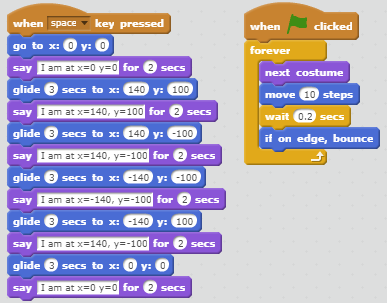 when space key pressed
go to x: 0 y: 0
say I am at x=0 y=0 for 2 secs
glide 3 secs to x: 140 y: 100
say I am at x=140, y=100 for 2 secs
glide 3 secs to x: 140 y: -100
say I am at x=140, y=-100 for 2 secs
glide 3 secs to x: -140 y: -100
say I am at x=-140, y=-100 for 2 secs
glide 3 secs to x: -140 y: 100
say I am at x=140, y=-100 for 2 secs
glide 3 secs to x: 0 y: 0
say I am at x=0 y=0 for 2 secs
when clicked
forever
next costume
move 10 steps
wait 0.2 secs
if on edge, bounce